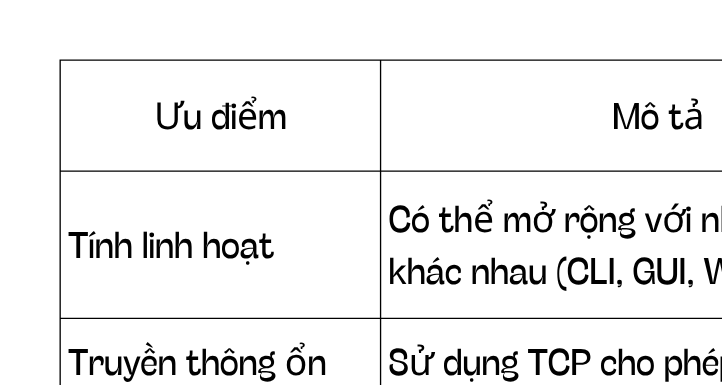 Ưu điểm
Mô tả
Tính linh hoạt
Có thể mở rộng với
khác nhau (CLI, GUI,
Truyền thông ổn
Sử dụng TCP cho phép